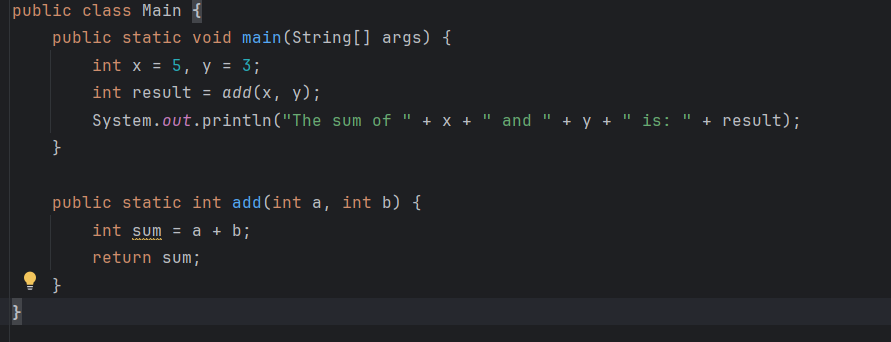 public class Main {
    public static void main(String[] args) {
        int x = 5, y = 3;
        int result = add(x, y);
        System.out.println("The sum of " + x + " and " + y + " is: " + result);
    }

    public static int add(int a, int b) {
        int sum = a + b;
        return sum;
    }
}